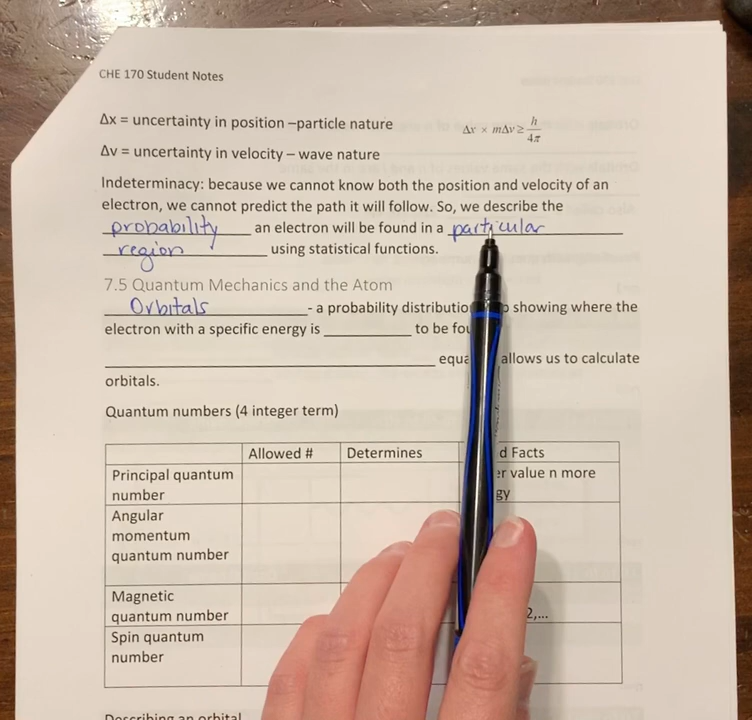 CHE 170 Student Notes
Δx = uncertainty in position –particle nature
Δx × mΔv ≥ h/4π
Δv = uncertainty in velocity – wave nature
Indeterminacy: because we cannot know both the position and velocity of an
electron, we cannot predict the path it will follow. So, we describe the
probability an electron will be found in a particular
region using statistical functions.
7.5 Quantum Mechanics and the Atom
Orbitals - a probability distributio p showing where the
electron with a specific energy is __________ to be fou
__________ equa allows us to calculate
orbitals.
Quantum numbers (4 integer term)
Allowed # Determines d Facts
Principal quantum er value n more
number gy
Angular
momentum
quantum number
Magnetic
quantum number 2,...
Spin quantum
number
Describing an orbital